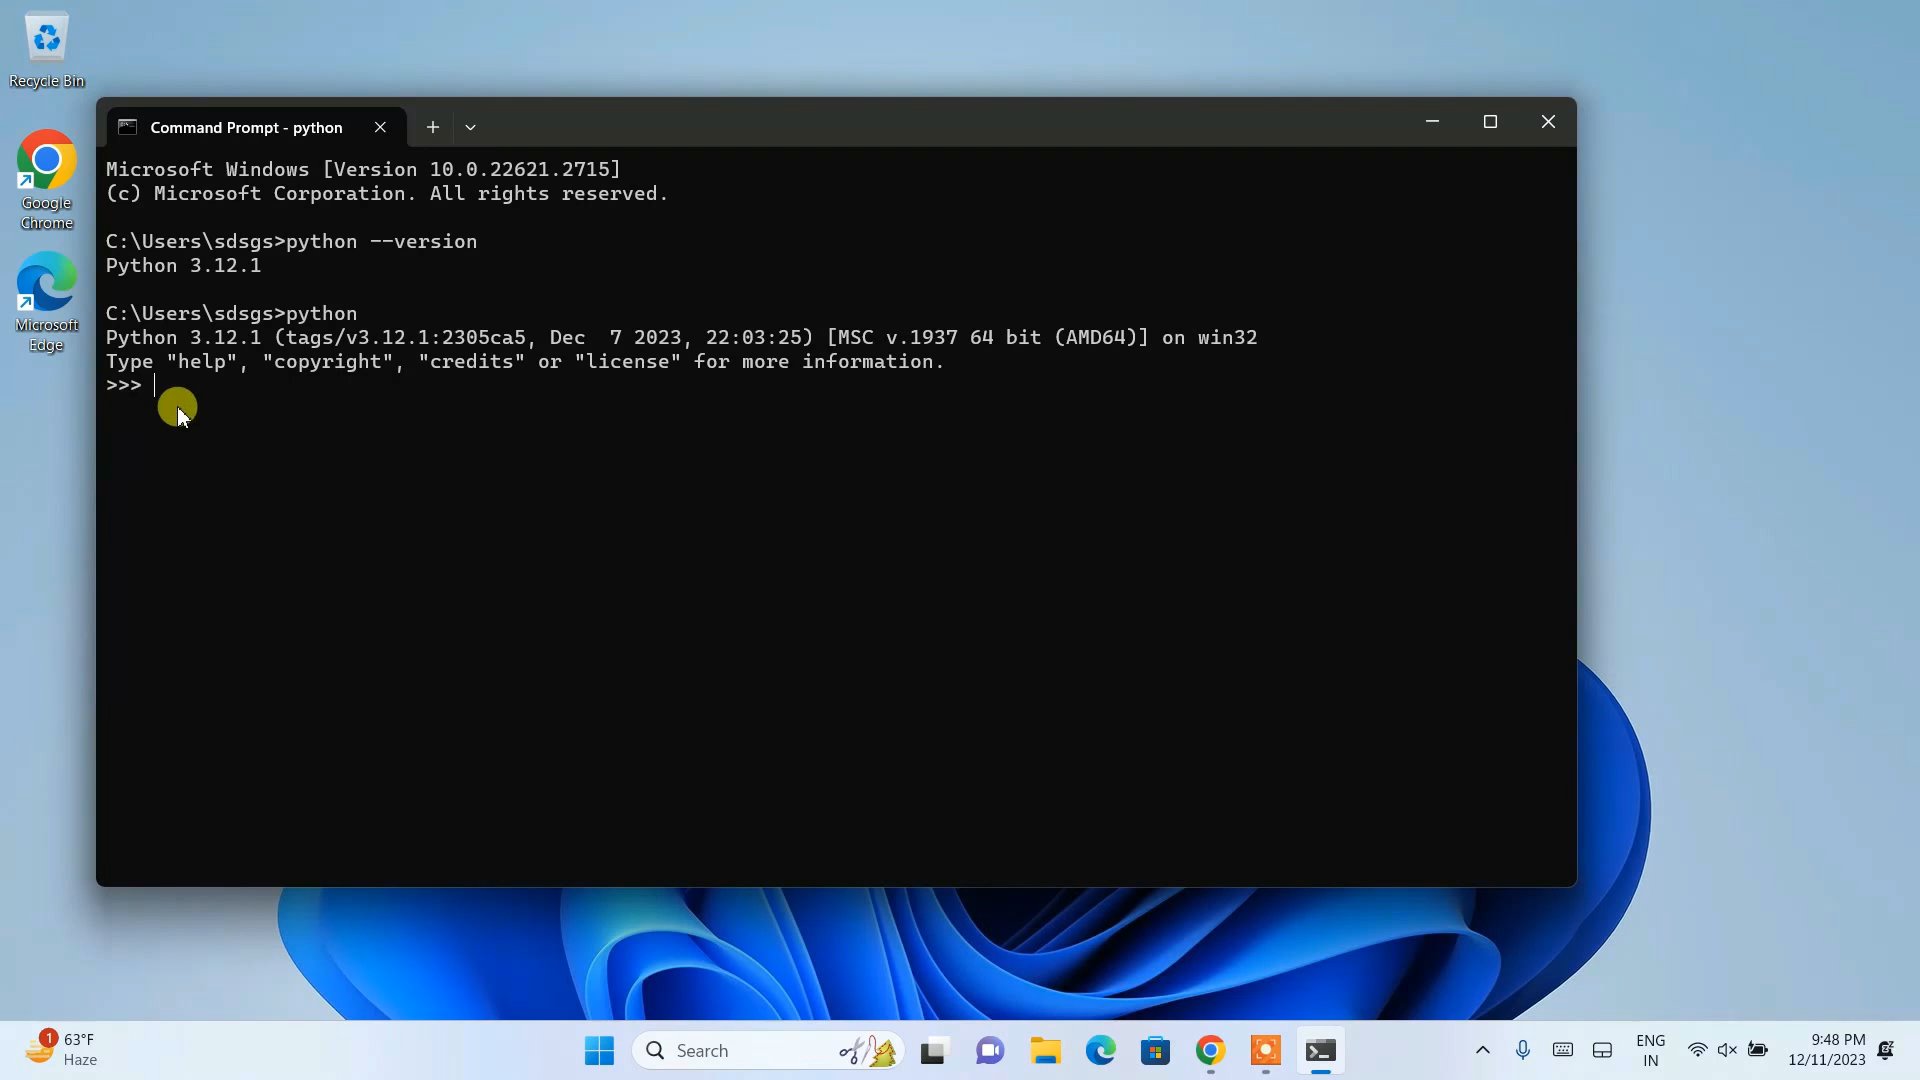 Recycle Bin
Google
Chrome
Microsoft
Edge
Command Prompt - python
Microsoft Windows [Version 10.0.22621.2715]
(c) Microsoft Corporation. All rights reserved.
C:\Users\sdsgs>python --version
Python 3.12.1
C:\Users\sdsgs>python
Python 3.12.1 (tags/v3.12.1:2305ca5, Dec  7 2023, 22:03:25) [MSC v.1937 64 bit (AMD64)] on win32
Type "help", "copyright", "credits" or "license" for more information.
>>>
1
63°F
Haze
Search
ENG
IN
9:48 PM
12/11/2023